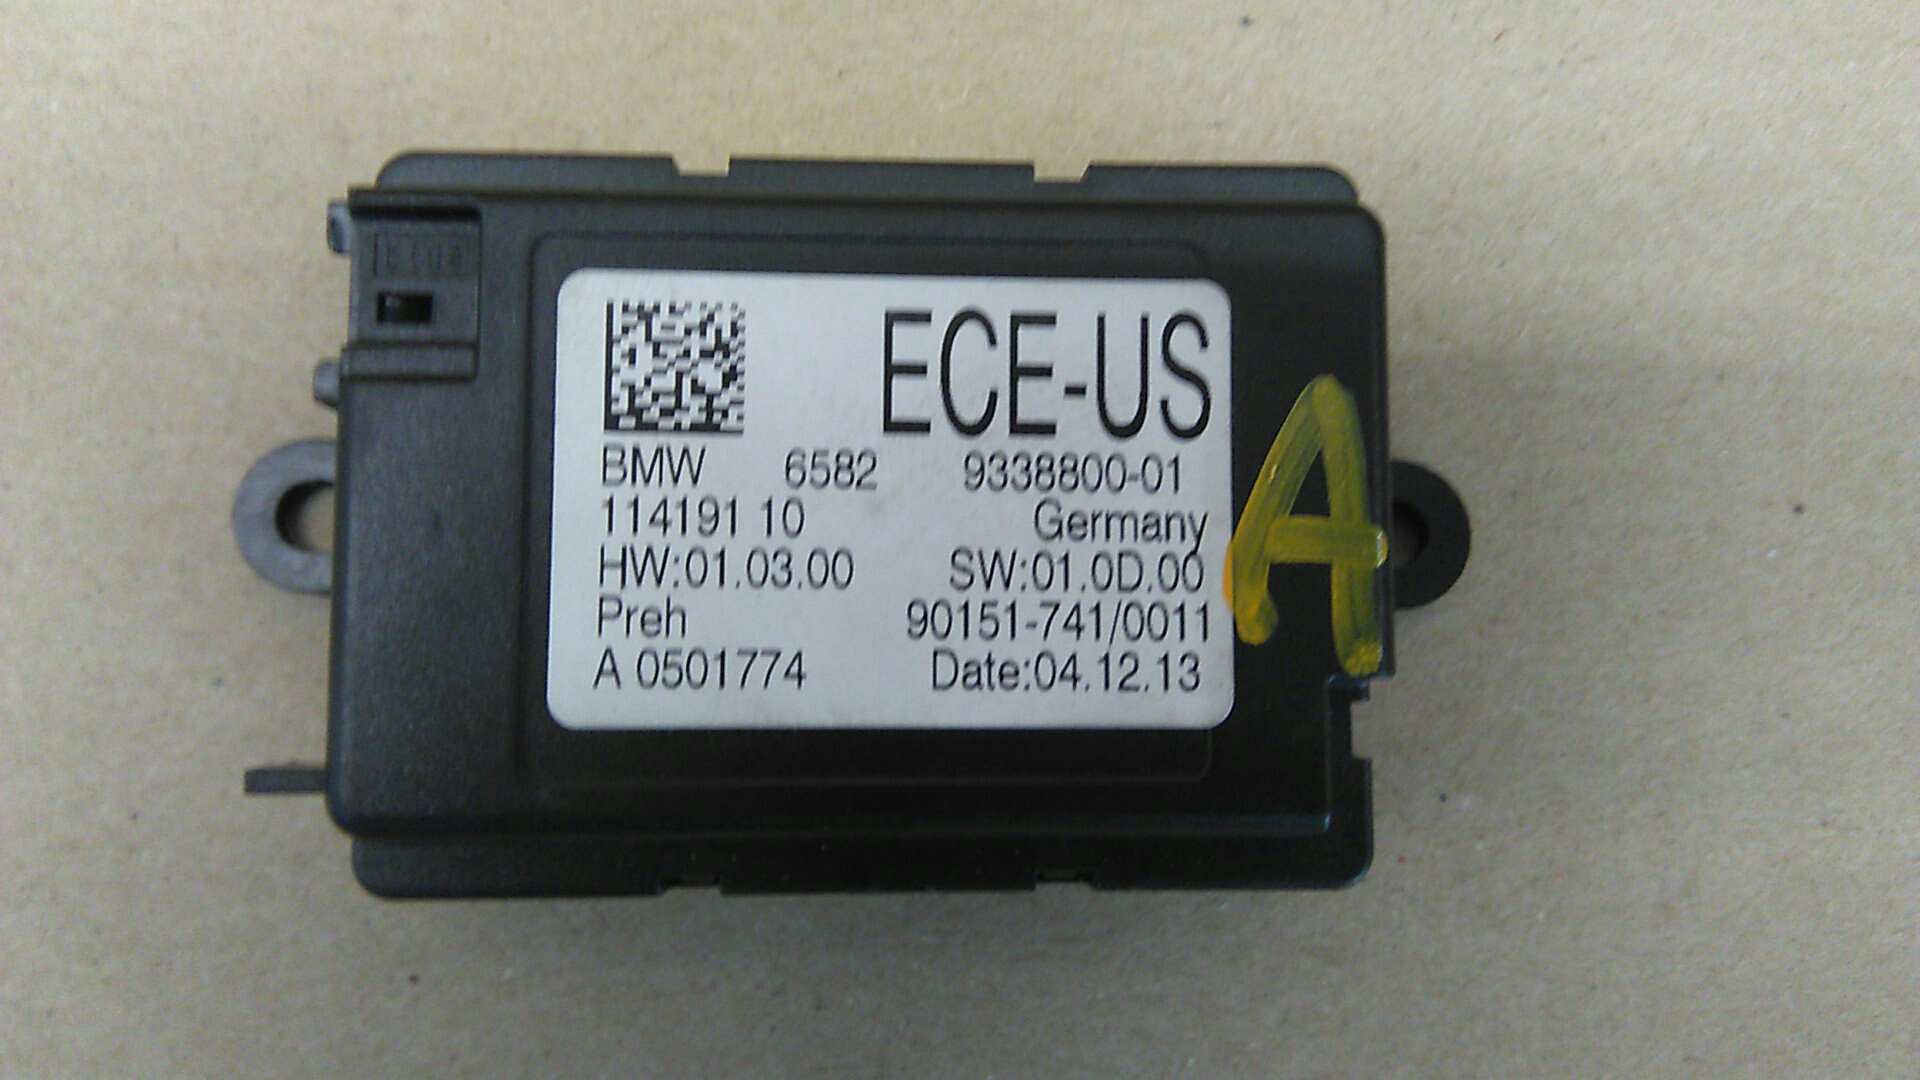 ECE-US
BMW 6582 9338800-01
114191 10 Germany
HW:01.03.00 SW:01.0D.00
Preh 90151-741/0011
A 0501774 Date:04.12.13
A